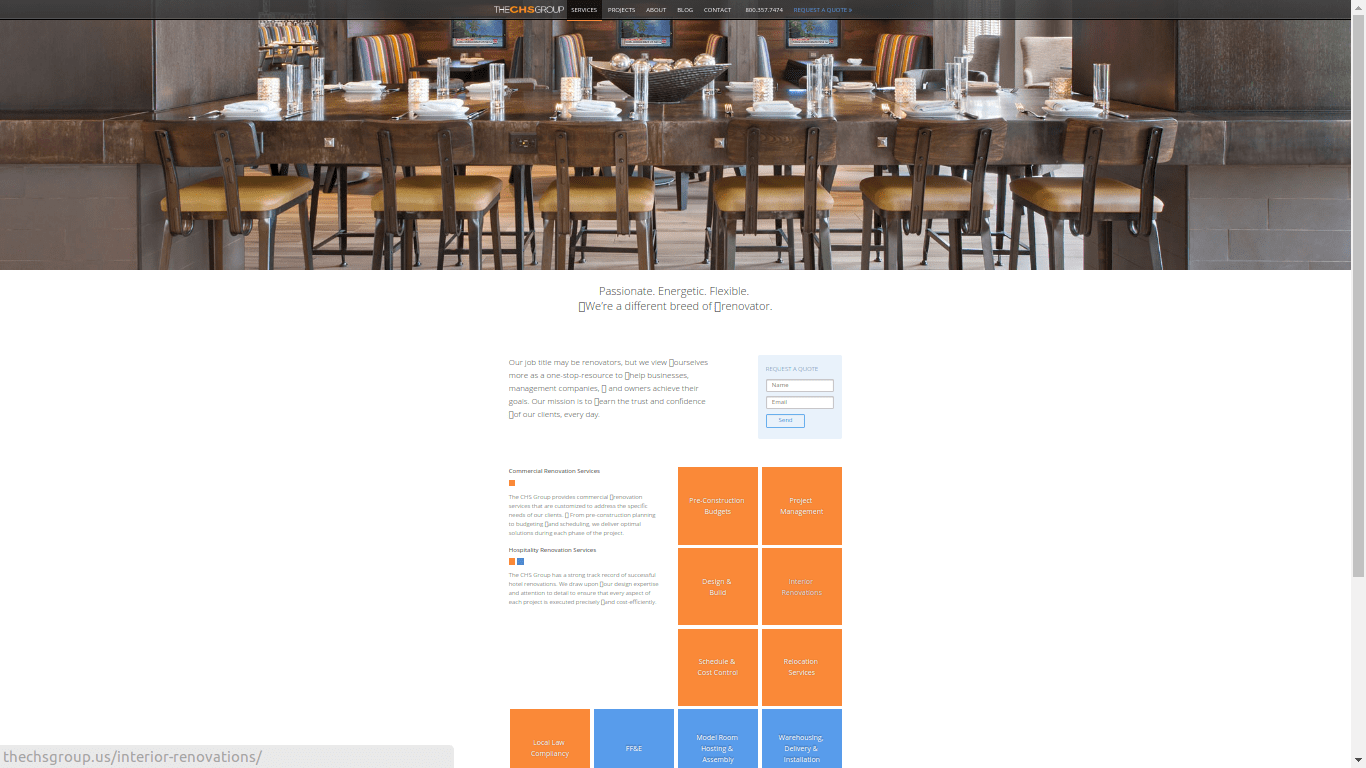 THECHSGROUP SERVICES PROJECTS ABOUT BLOG CONTACT 800.357.7474 REQUEST A QUOTE »
Passionate. Energetic. Flexible.
We're a different breed of renovator.
Our job title may be renovators, but we view ourselves
more as a one-stop-resource to help businesses,
management companies, and owners achieve their
goals. Our mission is to earn the trust and confidence
of our clients, every day.
REQUEST A QUOTE
Name
Email
Send
Commercial Renovation Services
The CHS Group provides commercial renovation
services that are customized to address the specific
needs of our clients. From pre-construction planning
to budgeting and scheduling, we deliver optimal
solutions during each phase of the project.
Hospitality Renovation Services
The CHS Group has a strong track record of successful
hotel renovations. We draw upon our design expertise
and attention to detail to ensure that every aspect of
each project is executed precisely and cost-efficiently.
Pre-Construction
Budgets
Project
Management
Design &
Build
Interior
Renovations
Schedule &
Cost Control
Relocation
Services
Local Law
Compliancy
FF&E
Model Room
Hosting &
Assembly
Warehousing,
Delivery &
Installation
thechsgroup.us/interior-renovations/